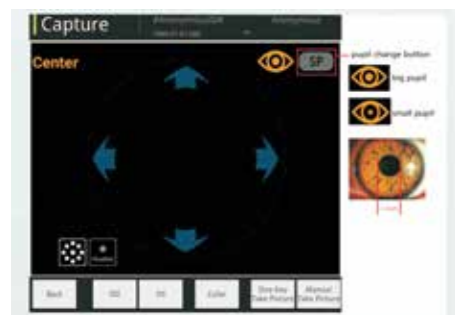 Capture
Anonymous
Center
SP
pupil change button
big pupil
small pupil
Back
OD
OS
Color
One Key
Take Picture
Manual
Take Picture